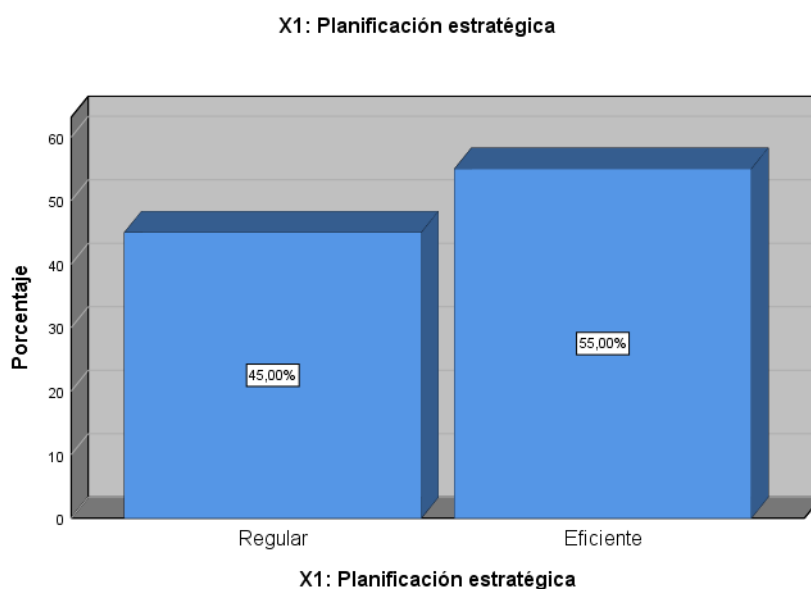 X1: Planificación estratégica
60
50
40
30
20
10
0
Porcentaje
45,00%
55,00%
Regular
Eficiente
X1: Planificación estratégica